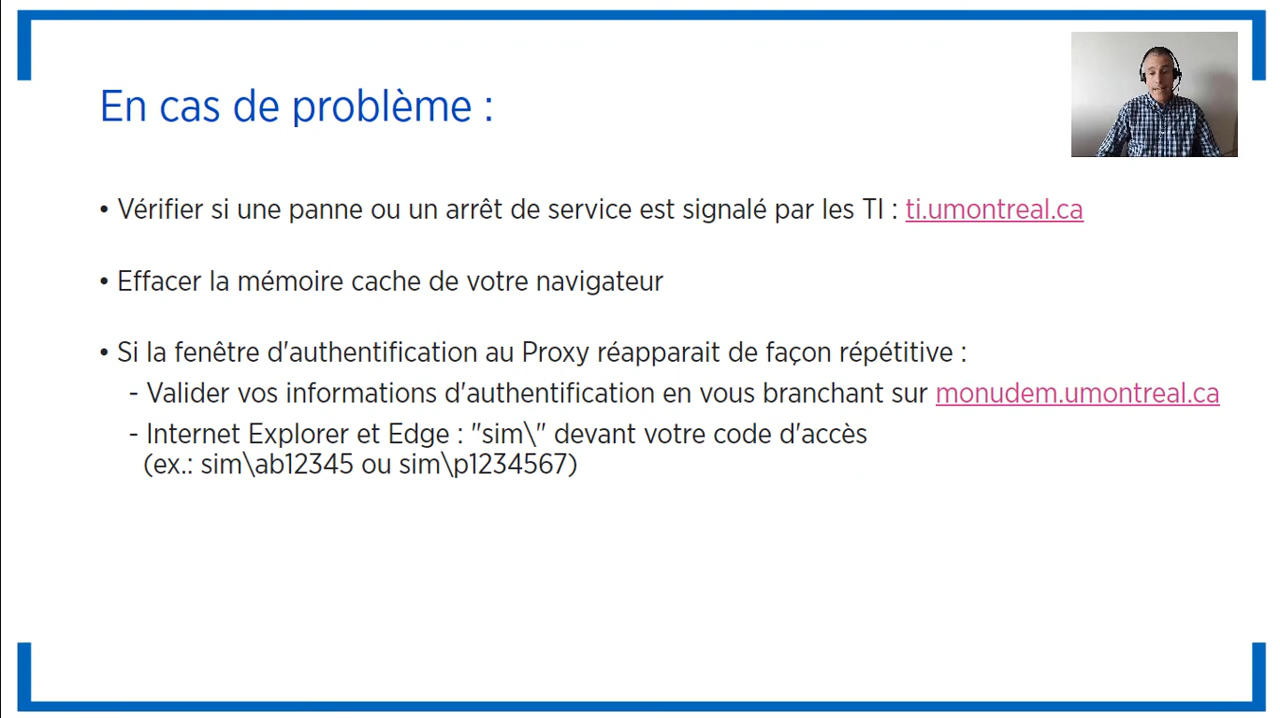 En cas de problème :
• Vérifier si une panne ou un arrêt de service est signalé par les TI : ti.umontreal.ca
• Effacer la mémoire cache de votre navigateur
• Si la fenêtre d'authentification au Proxy réapparait de façon répétitive :
- Valider vos informations d'authentification en vous branchant sur monudem.umontreal.ca
- Internet Explorer et Edge : "sim\" devant votre code d'accès
(ex.: sim\ab12345 ou sim\p1234567)